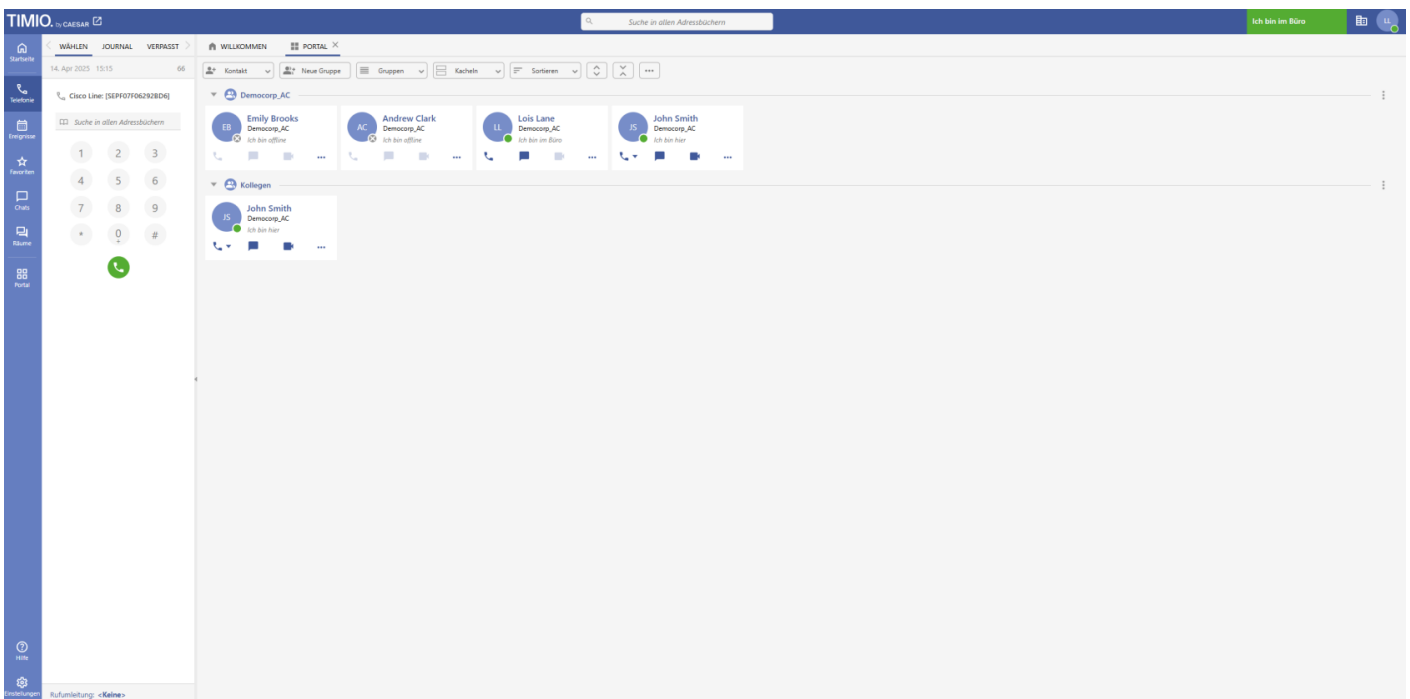 TIMIO. by CAESAR
Suche in allen Adressbüchern
Ich bin im Büro
LL
Startseite
Telefonie
Ereignisse
Favoriten
Chats
Räume
Portal
Hilfe
Einstellungen
WÄHLEN JOURNAL VERPASST
14. Apr 2025 15:15 66
Cisco Line: [SEPF07F06292BD6]
Suche in allen Adressbüchern
1 2 3
4 5 6
7 8 9
* 0 #
+
Rufumleitung: <Keine>
WILLKOMMEN PORTAL
Kontakt Neue Gruppe Gruppen Kacheln Sortieren
Democorp_AC
EB
Emily Brooks
Democorp_AC
Ich bin offline
AC
Andrew Clark
Democorp_AC
Ich bin offline
LL
Lois Lane
Democorp_AC
Ich bin im Büro
JS
John Smith
Democorp_AC
Ich bin hier
Kollegen
JS
John Smith
Democorp_AC
Ich bin hier